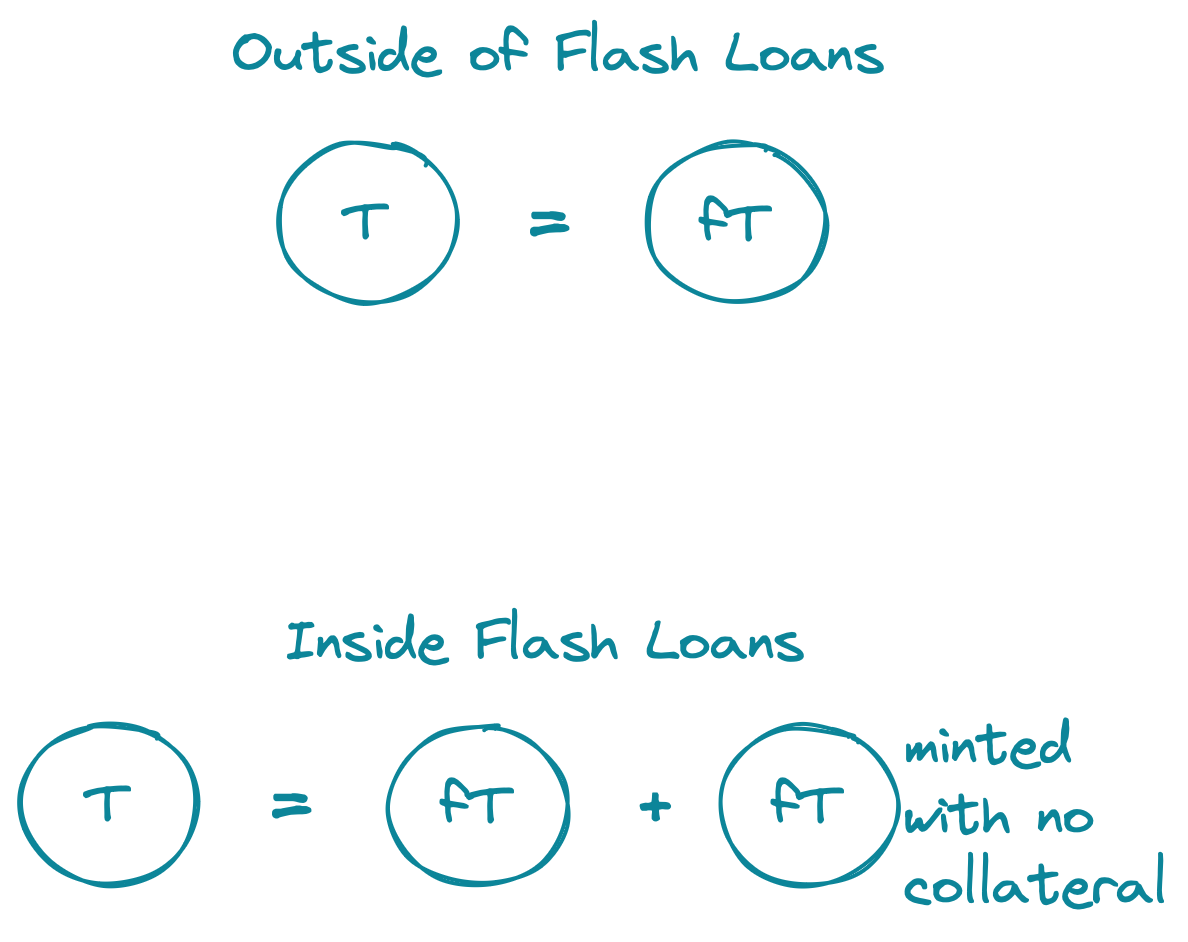 Outside of Flash Loans
T = fT
Inside Flash Loans
T = fT + fT
minted
with no
collateral